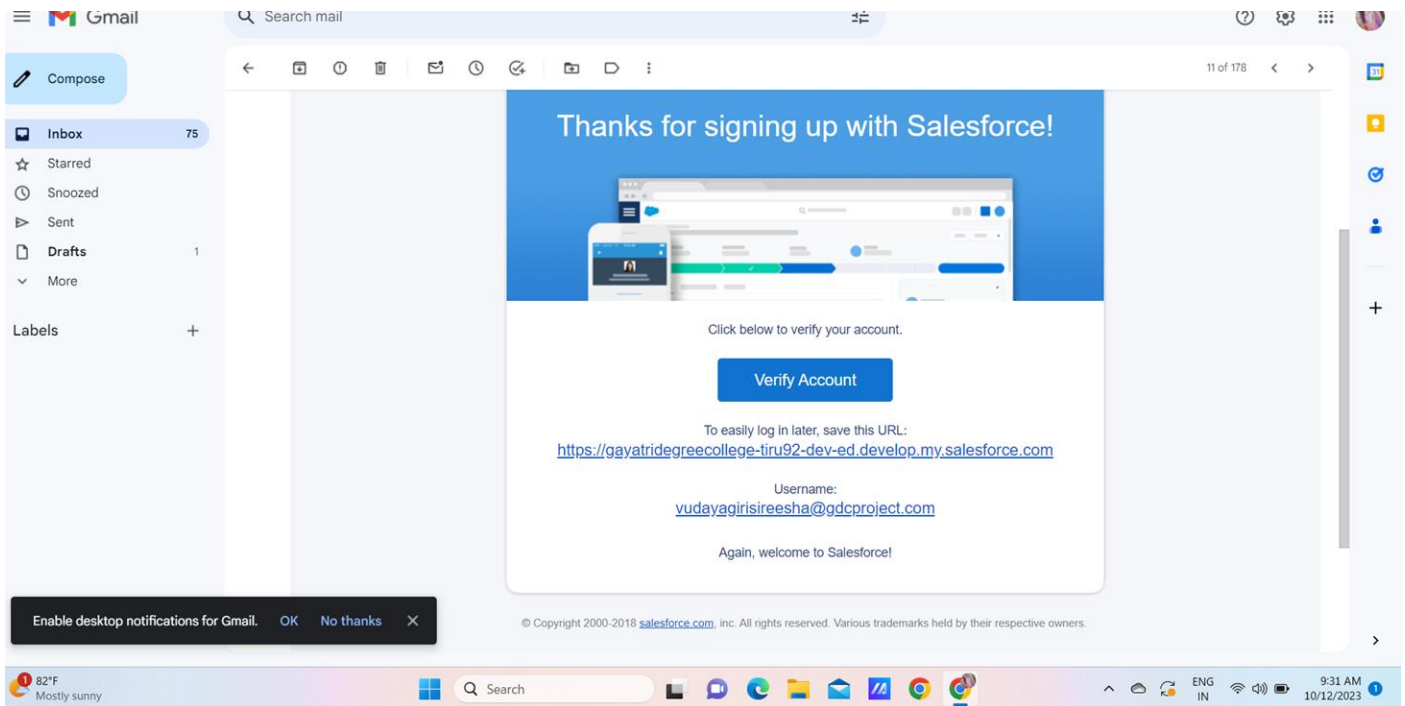 Gmail
Search mail
Compose
11 of 178
Inbox 75
Starred
Snoozed
Sent
Drafts 1
More
Labels
Thanks for signing up with Salesforce!
Click below to verify your account.
Verify Account
To easily log in later, save this URL:
https://gayatridegreecollege-tiru92-dev-ed.develop.my.salesforce.com
Username:
vudayagirisireesha@gdcproject.com
Again, welcome to Salesforce!
© Copyright 2000-2018 salesforce.com, inc. All rights reserved. Various trademarks held by their respective owners.
Enable desktop notifications for Gmail. OK No thanks
31
1
82°F
Mostly sunny
Search
ENG
IN
9:31 AM
10/12/2023
1